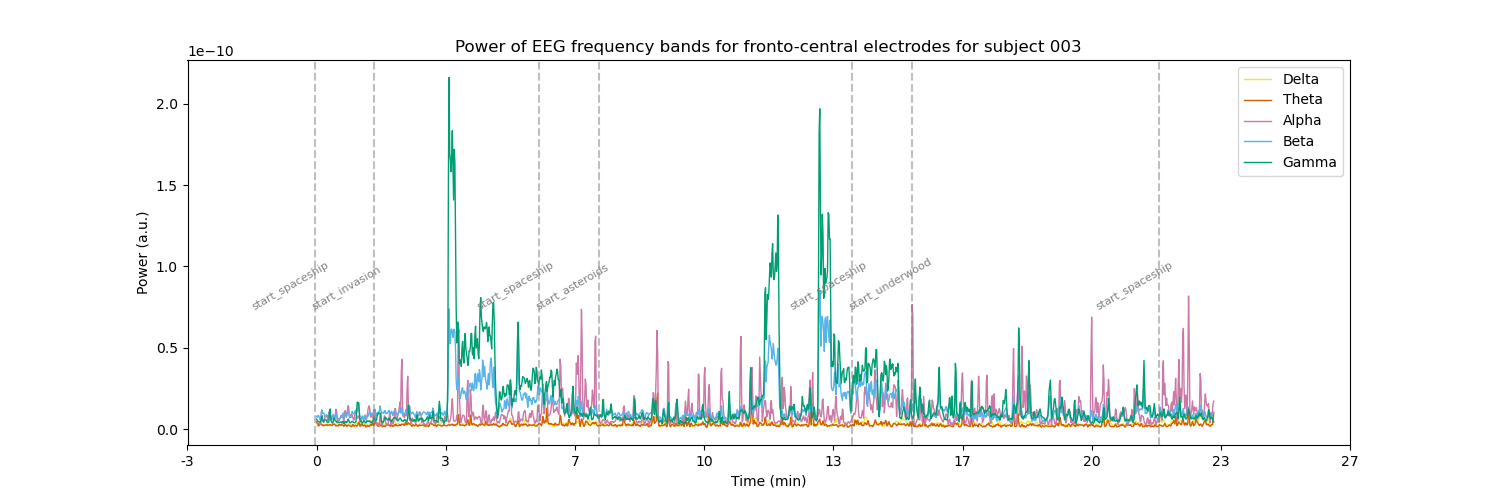 Power of EEG frequency bands for fronto-central electrodes for subject 003
1e−10
2.0
1.5
1.0
0.5
0.0
Power (a.u.)
start_spaceship
start_invasion
start_spaceship
start_asteroids
start_spaceship
start_underwood
start_spaceship
Delta
Theta
Alpha
Beta
Gamma
-3
0
3
7
10
13
17
20
23
27
Time (min)